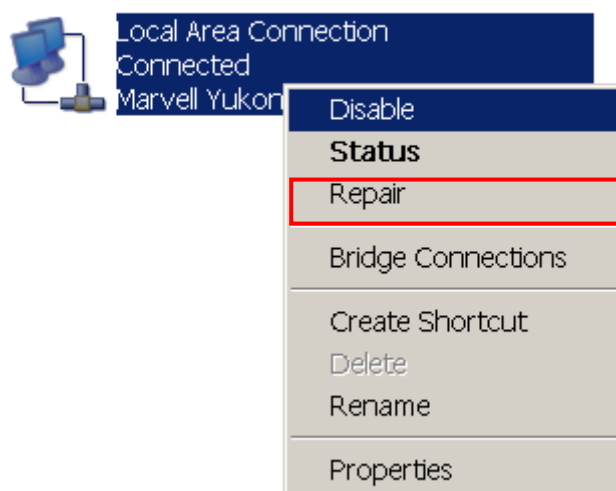 Local Area Connection
Connected
Marvell Yukon
Disable
Status
Repair
Bridge Connections
Create Shortcut
Delete
Rename
Properties